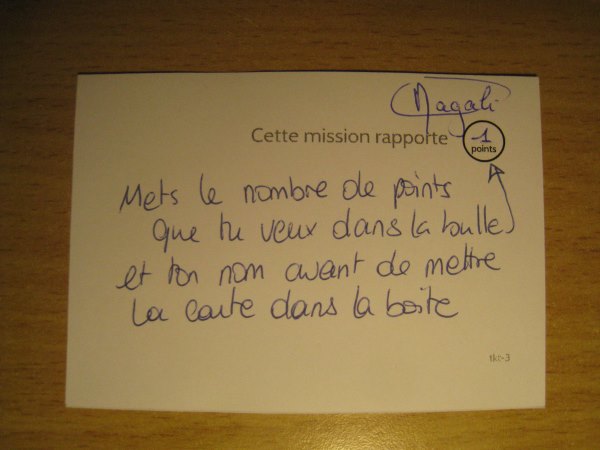 Magali
Cette mission rapporte 1
points
Mets le nombre de points
que tu veux dans la bulle
et ton nom avant de mettre
la carte dans la boite
tkt-3